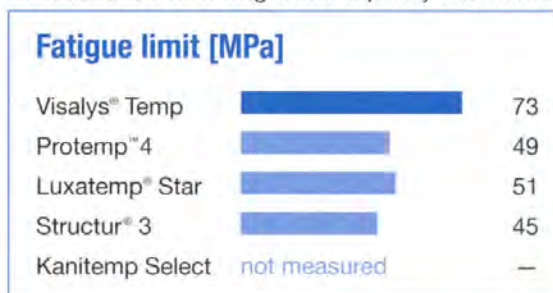 Fatigue limit [MPa]
Visalys® Temp 73
Protemp™4 49
Luxatemp® Star 51
Structur® 3 45
Kanitemp Select not measured –